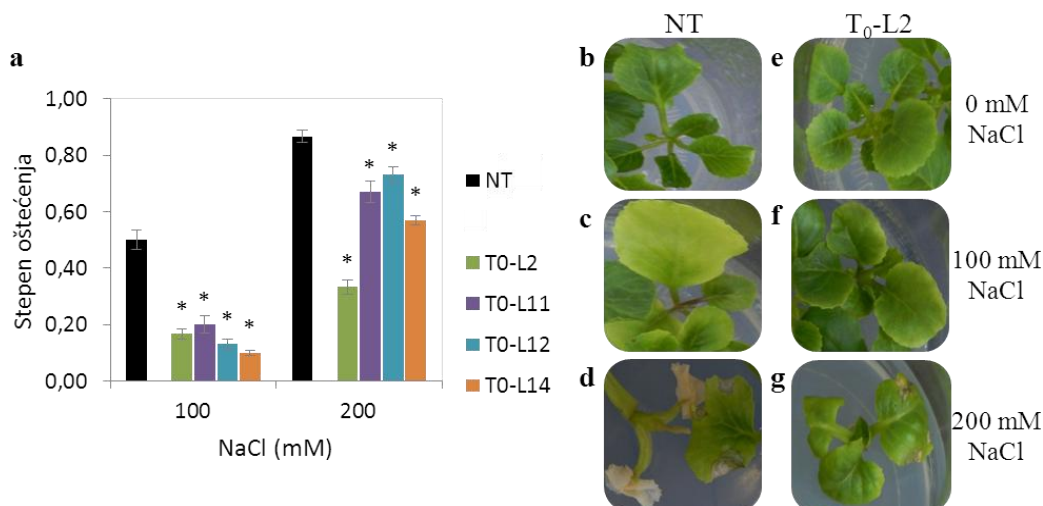 a
Stepen oštećenja
1,00
0,80
0,60
0,40
0,20
0,00
* * * *
* * * *
100 200
NaCl (mM)
NT
T0-L2
T0-L11
T0-L12
T0-L14
NT T₀-L2
b e
0 mM
NaCl
c f
100 mM
NaCl
d g
200 mM
NaCl